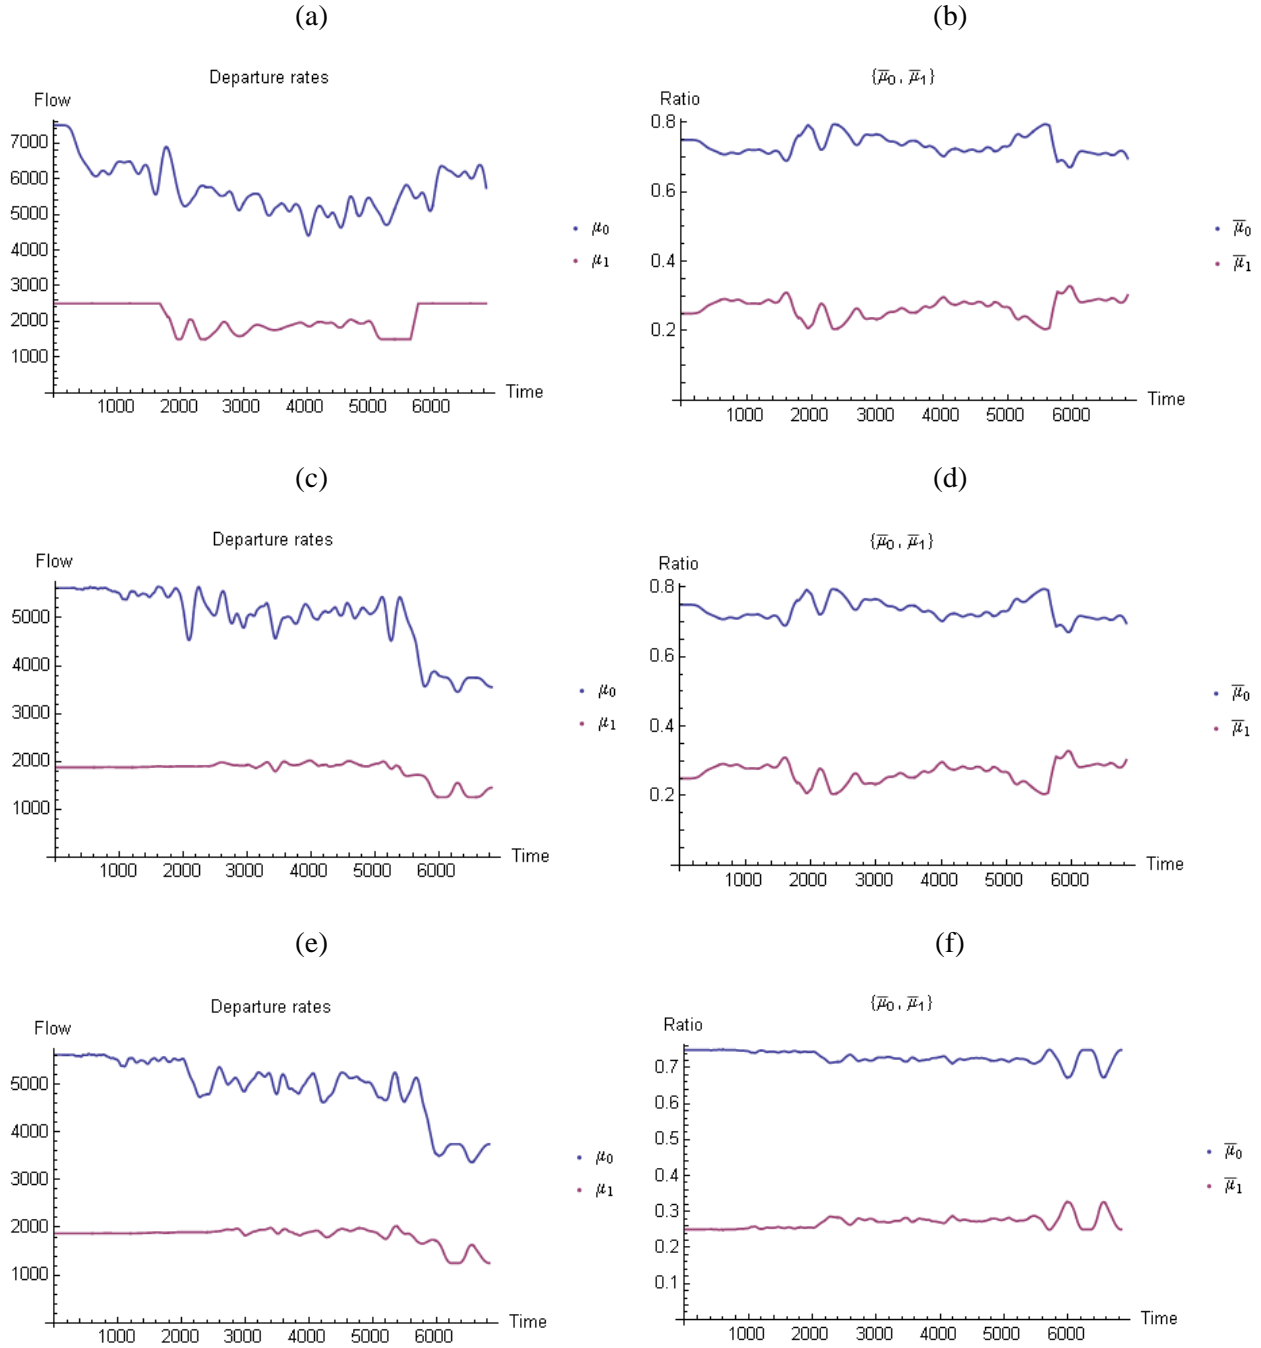 (a)
Departure rates
Flow
7000
6000
5000
4000
3000
2000
1000
1000 2000 3000 4000 5000 6000 Time
μ0
μ1
(b)
{μ̅0, μ̅1}
Ratio
0.8
0.6
0.4
0.2
1000 2000 3000 4000 5000 6000 Time
μ̅0
μ̅1
(c)
Departure rates
Flow
5000
4000
3000
2000
1000
1000 2000 3000 4000 5000 6000 Time
μ0
μ1
(d)
{μ̅0, μ̅1}
Ratio
0.8
0.6
0.4
0.2
1000 2000 3000 4000 5000 6000 Time
μ̅0
μ̅1
(e)
Departure rates
Flow
5000
4000
3000
2000
1000
1000 2000 3000 4000 5000 6000 Time
μ0
μ1
(f)
{μ̅0, μ̅1}
Ratio
0.7
0.6
0.5
0.4
0.3
0.2
0.1
1000 2000 3000 4000 5000 6000 Time
μ̅0
μ̅1